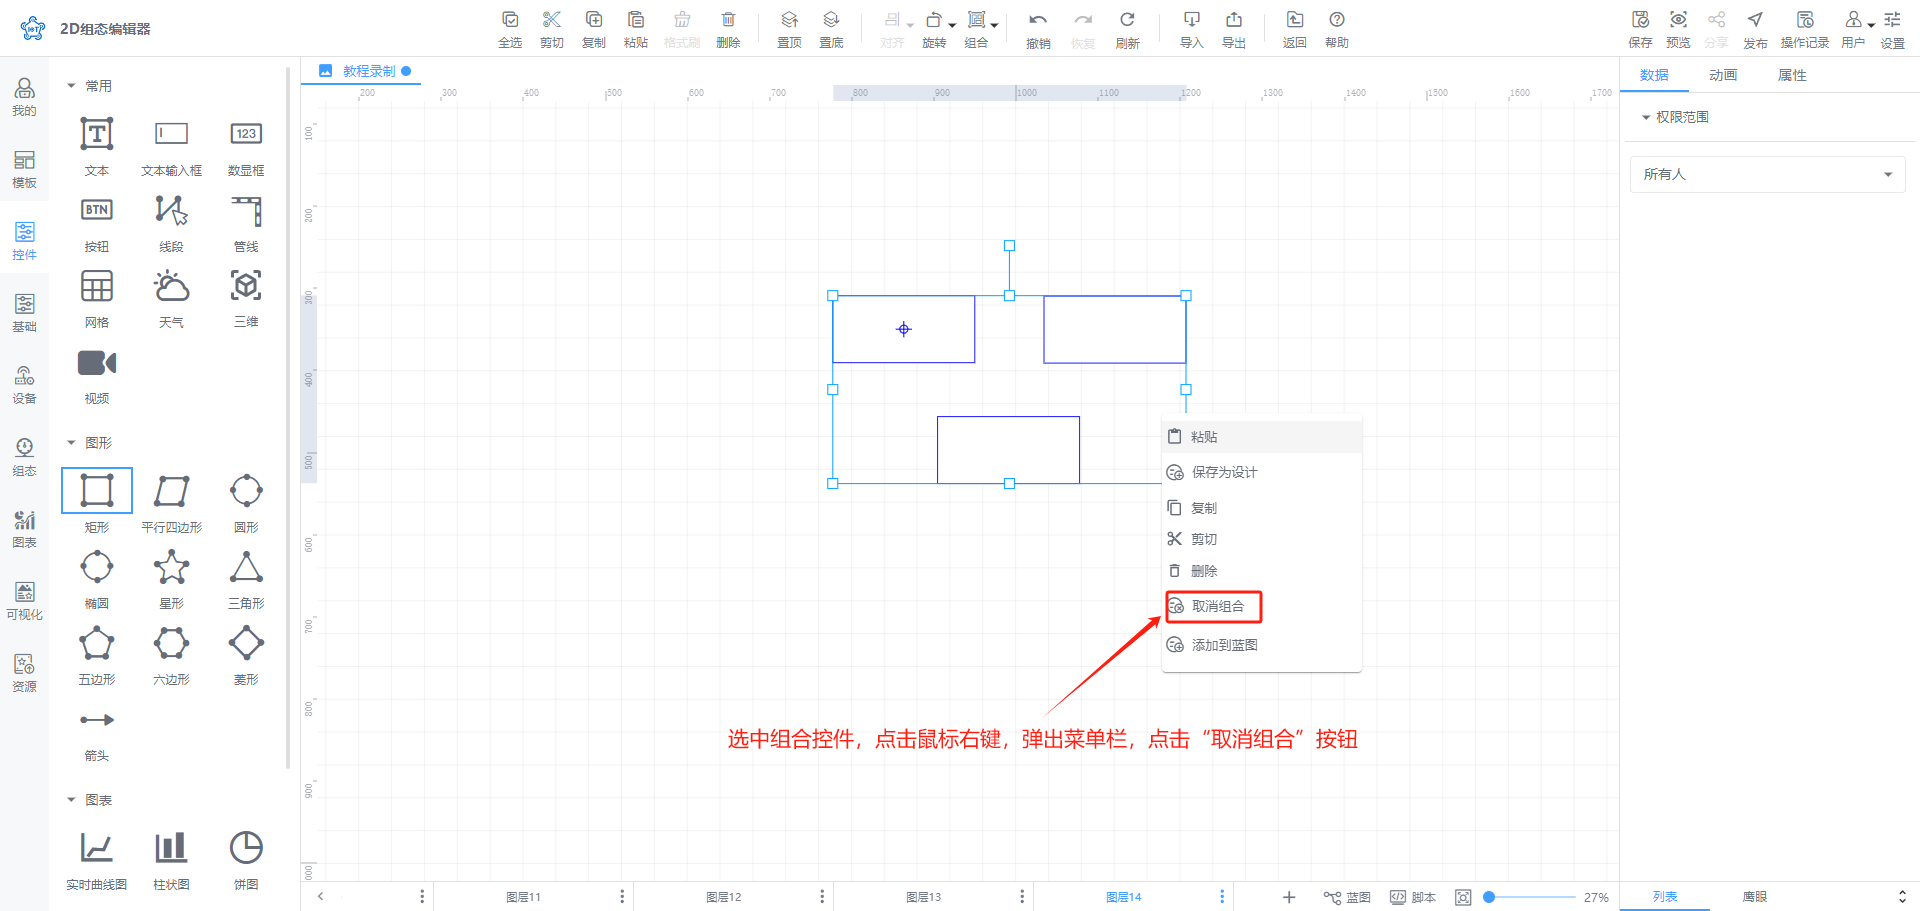 2D组态编辑器
全选 剪切 复制 粘贴 格式刷 删除 置顶 置底 对齐 旋转 组合 撤销 恢复 刷新 导入 导出 返回 帮助
保存 预览 分享 发布 操作记录 用户 设置
我的
模板
控件
基础
设备
组态
图表
可视化
资源
常用
文本 文本输入框 数显框
123
BTN
按钮 线段 管线
网格 天气 三维
视频
图形
矩形 平行四边形 圆形
椭圆 星形 三角形
五边形 六边形 菱形
箭头
图表
实时曲线图 柱状图 饼图
教程录制
200 300 400 500 600 700 800 900 1000 1100 1200 1300 1400 1500 1600 1700
100
200
300
400
500
600
700
800
900
粘贴
保存为设计
复制
剪切
删除
取消组合
添加到蓝图
选中组合控件，点击鼠标右键，弹出菜单栏，点击“取消组合”按钮
数据 动画 属性
权限范围
所有人
图层11 图层12 图层13 图层14
蓝图 脚本 27%
列表 鹰眼